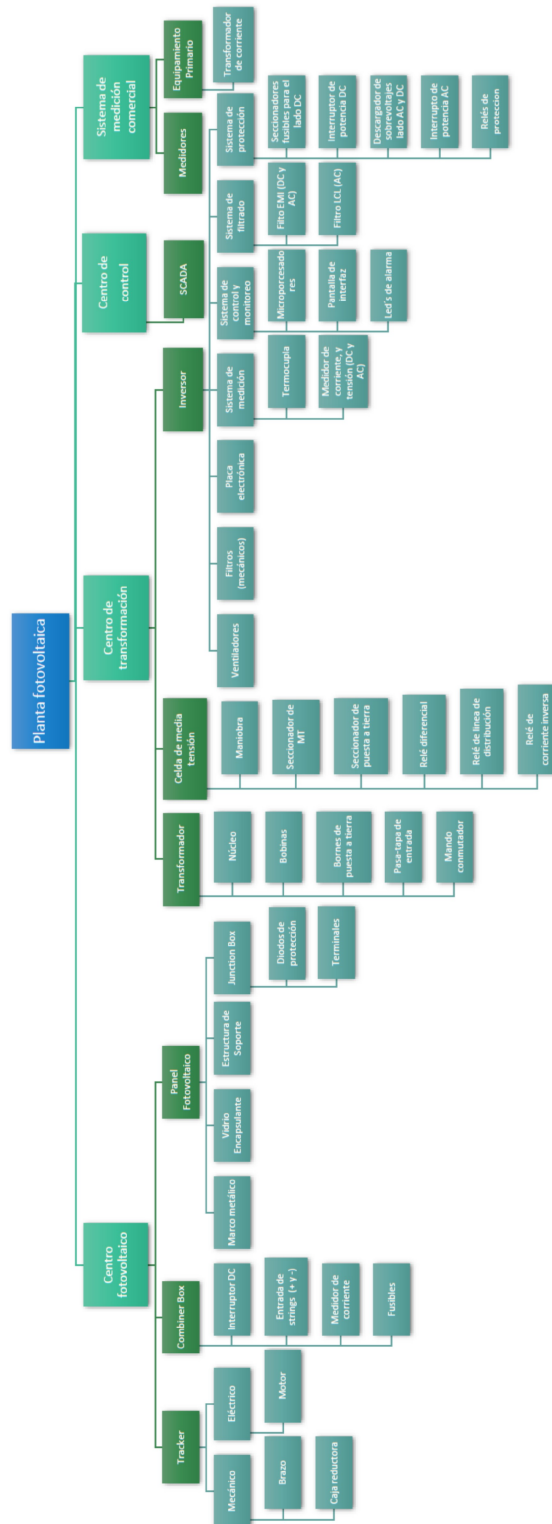 Planta fotovoltaica
Centro
fotovoltaico
Centro de
transformación
Centro de
control
Sistema de
medición
comercial
Tracker
Combiner Box
Panel
Fotovoltaico
Transformador
Celda de media
tensión
Inversor
SCADA
Medidores
Equipamiento
Primario
Mecánico
Brazo
Caja reductora
Eléctrico
Motor
Interruptor DC
Entrada de
strings (+ y -)
Medidor de
corriente
Fusibles
Marco metálico
Vidrio
Encapsulante
Estructura de
Soporte
Junction Box
Diodos de
protección
Terminales
Núcleo
Bobinas
Bornes de
puesta a tierra
Pasa-tapa de
entrada
Mando
conmutador
Maniobra
Seccionador de
MT
Seccionador de
puesta a tierra
Relé diferencial
Relé de linea de
distribución
Relé de
corriente inversa
Ventiladores
Filtros
(mecánicos)
Placa
electrónica
Sistema de
medición
Termocupla
Medidor de
corriente, y
tensión (DC y
AC)
Sistema de
control y
monitoreo
Microporcesado
res
Pantalla de
interfaz
Led´s de alarma
Sistema de
filtrado
Filto EMI (DC y
AC)
Filtro LCL (AC)
Sistema de
protección
Seccionadores
fusibles para el
lado DC
Interruptor de
potencia DC
Descargador de
sobrevoltajes
lado AC y DC
Interrupto de
potencia AC
Relés de
proteccion
Transformador
de corriente